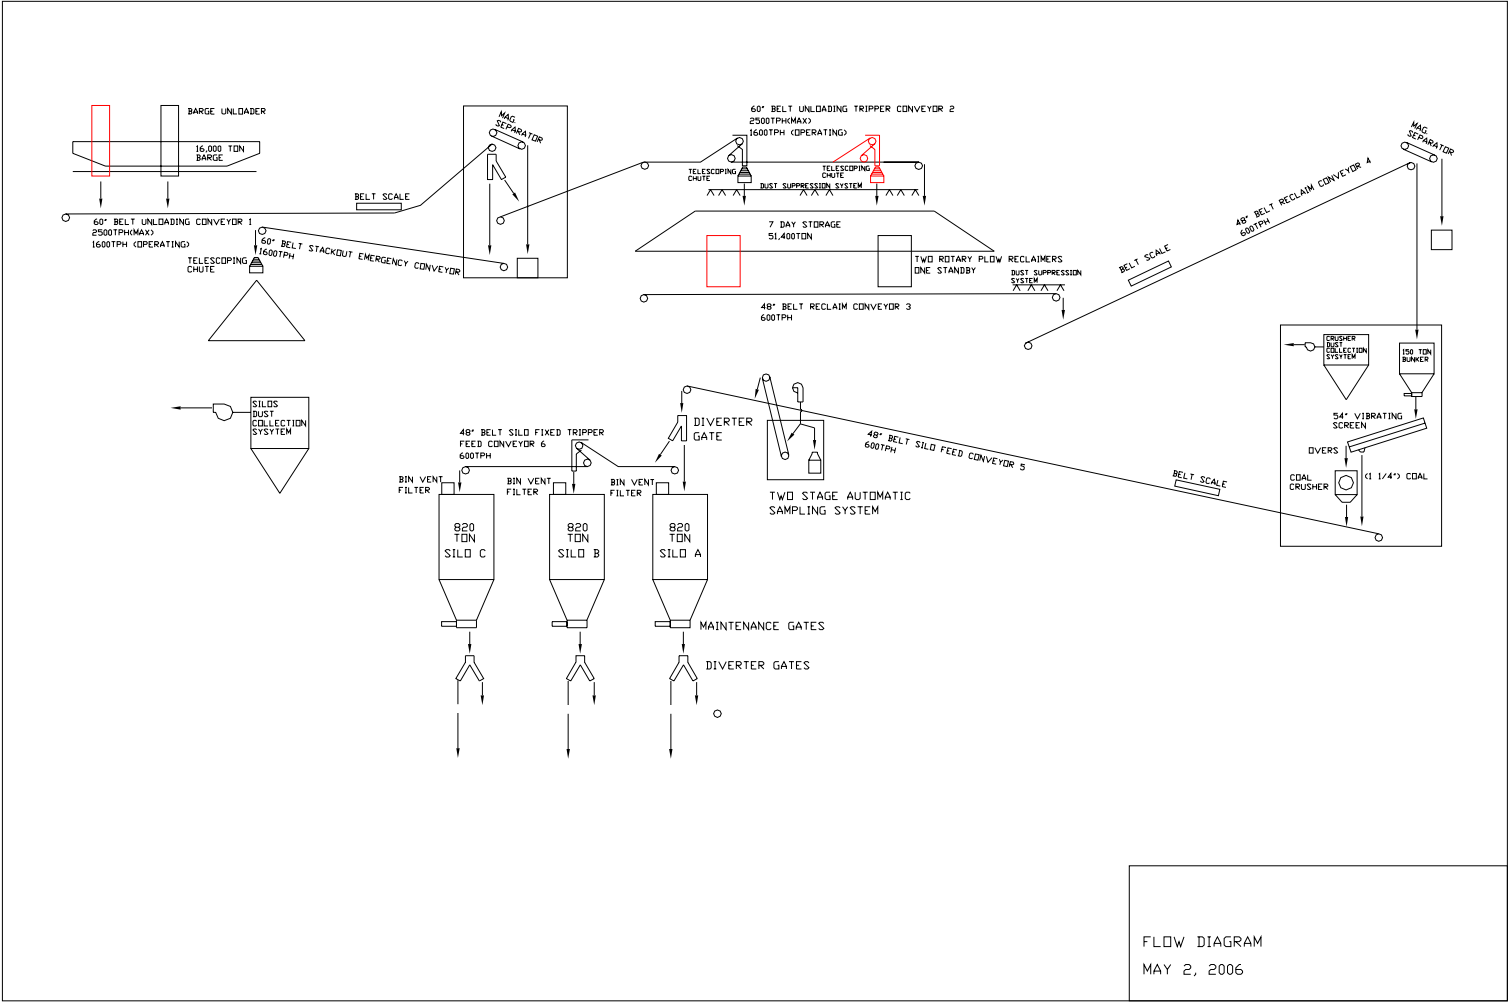 BARGE UNLOADER
16,000 TON
BARGE
BELT SCALE
60" BELT UNLOADING CONVEYOR 1
2500TPH(MAX)
1600TPH (OPERATING)
60" BELT STACKOUT EMERGENCY CONVEYOR
1600TPH
TELESCOPING
CHUTE
MAG.
SEPARATOR
60" BELT UNLOADING TRIPPER CONVEYOR 2
2500TPH(MAX)
1600TPH (OPERATING)
TELESCOPING
CHUTE
TELESCOPING
CHUTE
DUST SUPPRESSION SYSTEM
7 DAY STORAGE
51,400TON
TWO ROTARY PLOW RECLAIMERS
ONE STANDBY
DUST SUPPRESSION
SYSTEM
48" BELT RECLAIM CONVEYOR 3
600TPH
BELT SCALE
48" BELT RECLAIM CONVEYOR 4
600TPH
MAG.
SEPARATOR
CRUSHER
DUST
COLLECTION
SYSYTEM
150 TON
BUNKER
54" VIBRATING
SCREEN
OVERS
COAL
CRUSHER
(1 1/4") COAL
BELT SCALE
48" BELT SILO FEED CONVEYOR 5
600TPH
TWO STAGE AUTOMATIC
SAMPLING SYSTEM
DIVERTER
GATE
48" BELT SILO FIXED TRIPPER
FEED CONVEYOR 6
600TPH
SILOS
DUST
COLLECTION
SYSYTEM
BIN VENT
FILTER
BIN VENT
FILTER
BIN VENT
FILTER
820
TON
SILO C
820
TON
SILO B
820
TON
SILO A
MAINTENANCE GATES
DIVERTER GATES
FLOW DIAGRAM
MAY 2, 2006